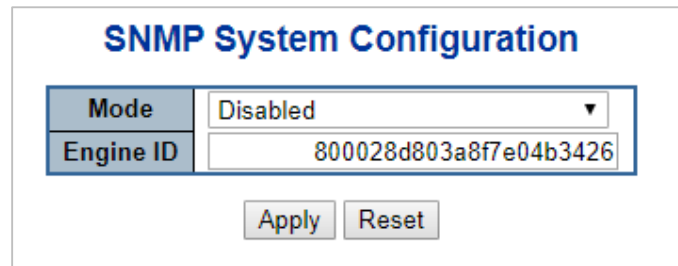 SNMP System Configuration
Mode Disabled
Engine ID 800028d803a8f7e04b3426
Apply Reset